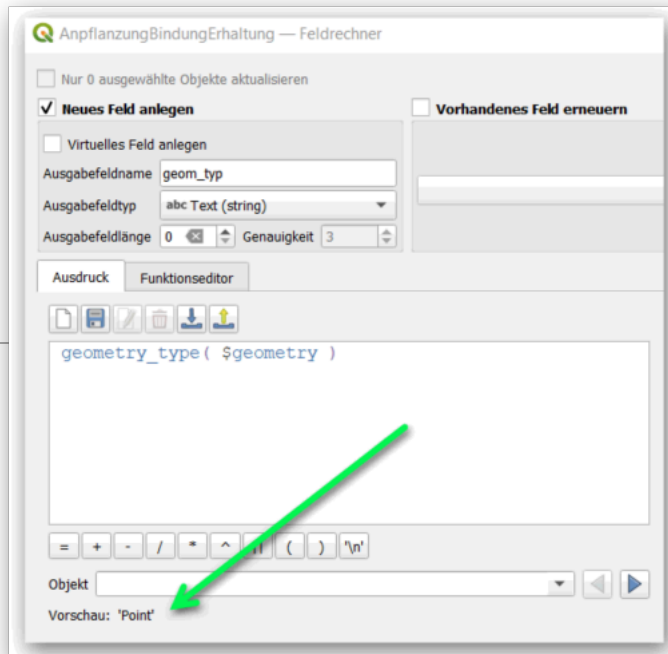 AnpflanzungBindungErhaltung — Feldrechner
Nur 0 ausgewählte Objekte aktualisieren
Neues Feld anlegen
Vorhandenes Feld erneuern
Virtuelles Feld anlegen
Ausgabefeldname geom_typ
Ausgabefeldtyp abc Text (string)
Ausgabefeldlänge 0 Genauigkeit 3
Ausdruck Funktionseditor
geometry_type( $geometry )
= + - / * ^ || ( ) '\n'
Objekt
Vorschau: 'Point'